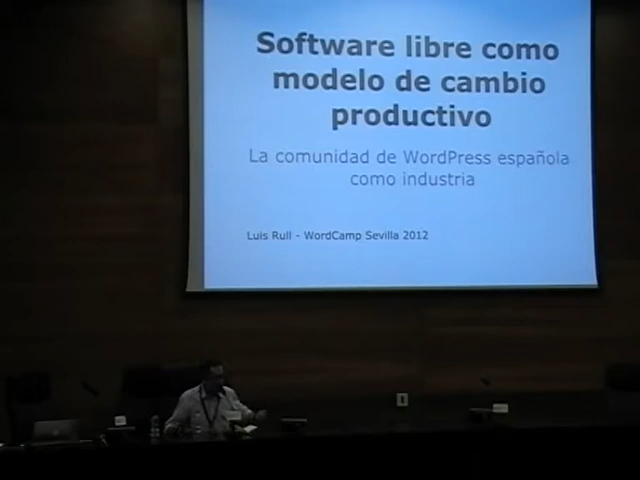 Software libre como
modelo de cambio
productivo
La comunidad de WordPress española
como industria
Luis Rull - WordCamp Sevilla 2012